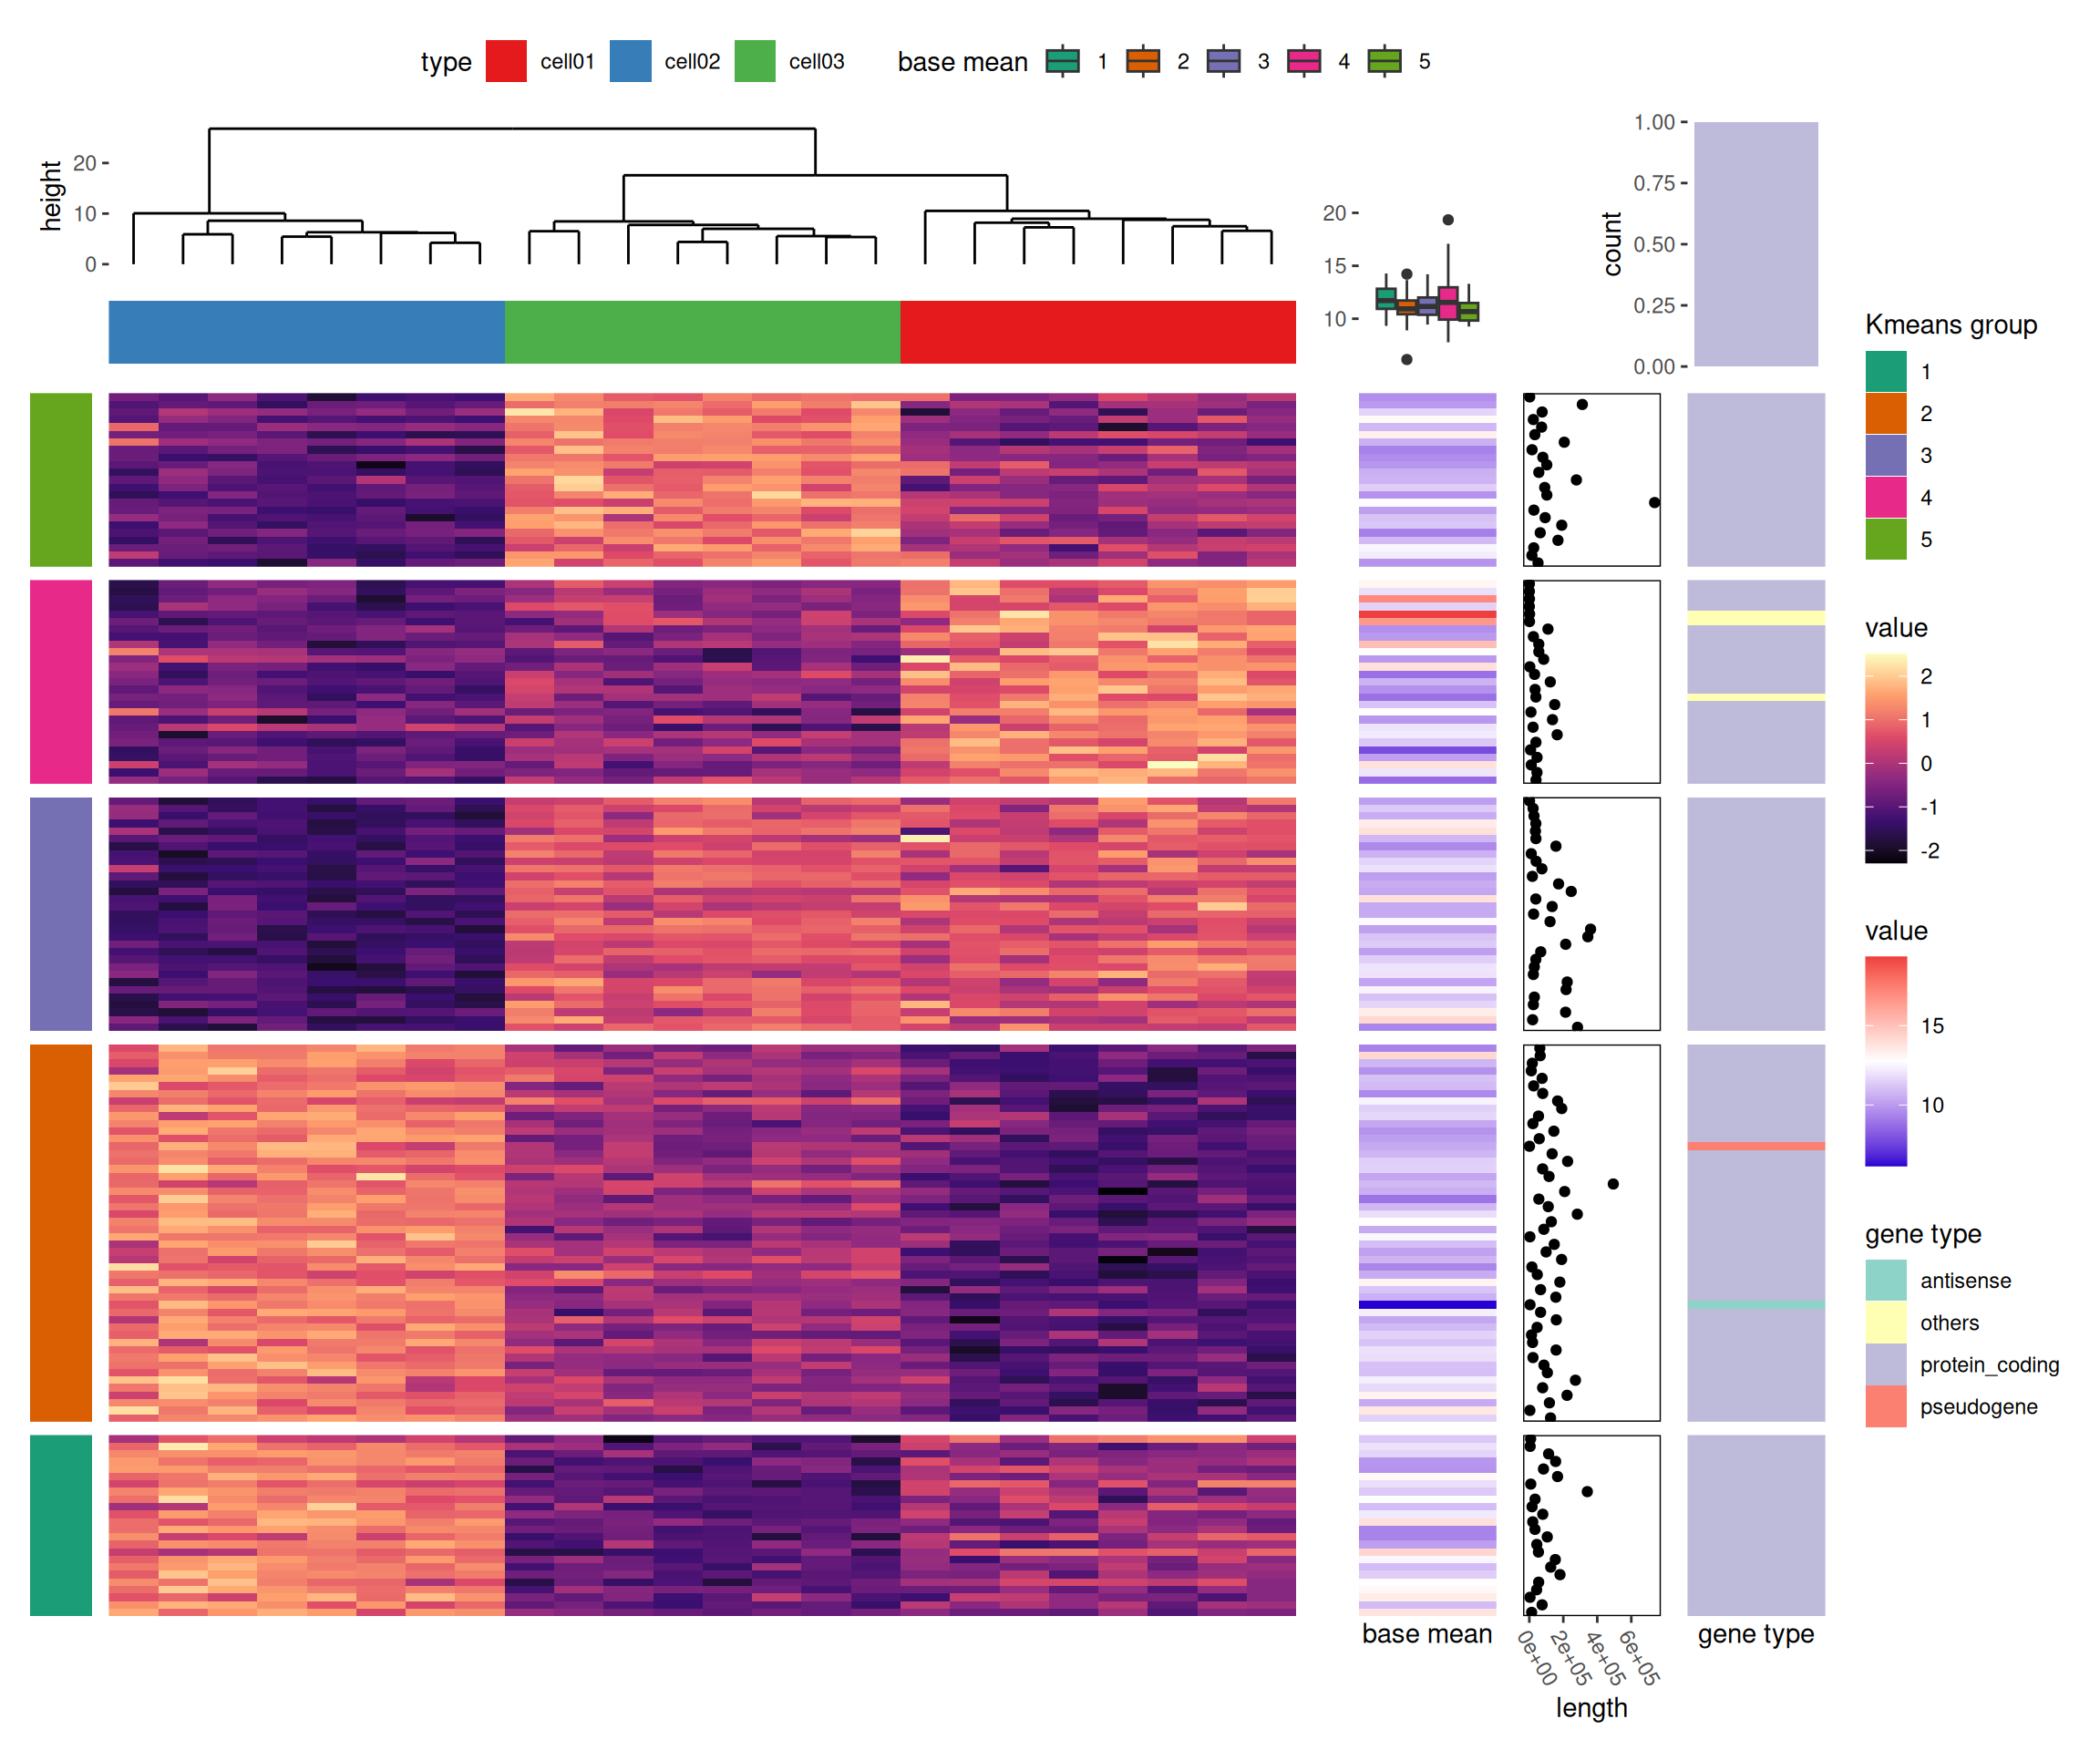 type cell01 cell02 cell03 base mean 1 2 3 4 5
height
20
10
0
20
15
10
count
1.00
0.75
0.50
0.25
0.00
Kmeans group
1
2
3
4
5
value
2
1
0
-1
-2
value
15
10
gene type
antisense
others
protein_coding
pseudogene
base mean
0e+00 2e+05 4e+05 6e+05
length
gene type